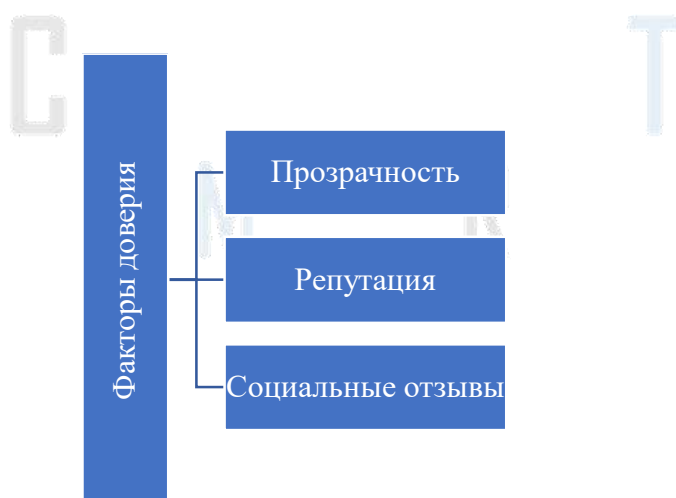 Факторы доверия
Прозрачность
Репутация
Социальные отзывы